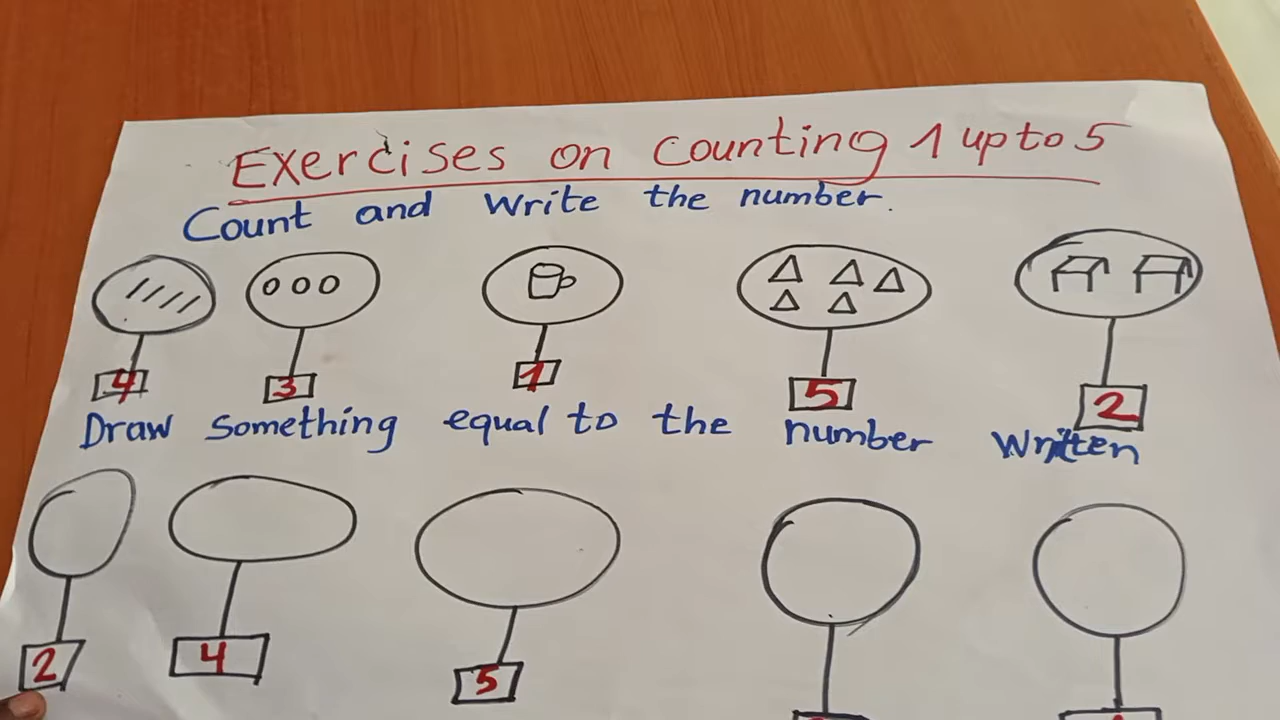 Exercises on Counting 1 up to 5
Count and Write the number.
4 3 1 5 2
Draw something equal to the number Written
2 4 5